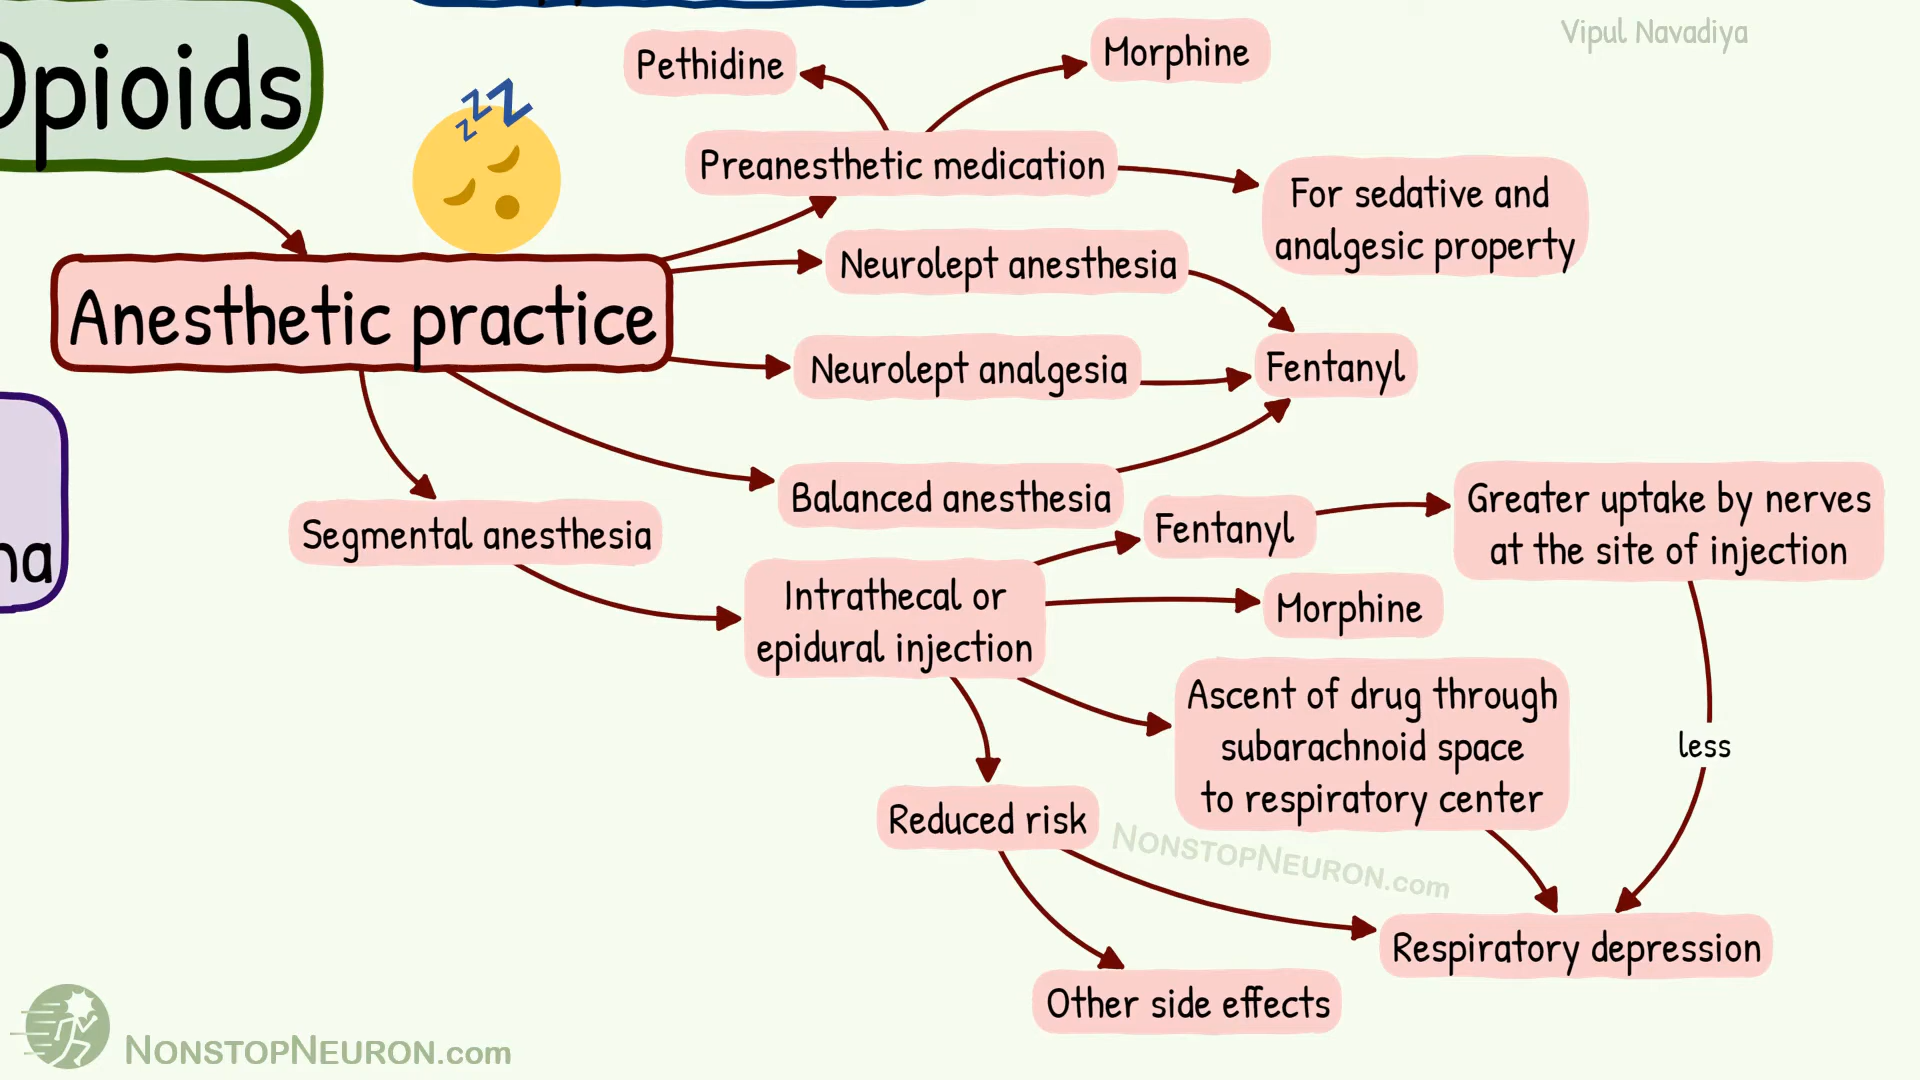 Opioids
Vipul Navadiya
Pethidine
Morphine
zzz
Preanesthetic medication
For sedative and
analgesic property
Anesthetic practice
Neurolept anesthesia
Neurolept analgesia
Fentanyl
Balanced anesthesia
Segmental anesthesia
Fentanyl
Greater uptake by nerves
at the site of injection
Intrathecal or
epidural injection
Morphine
Ascent of drug through
subarachnoid space
to respiratory center
less
Reduced risk
NONSTOPNEURON.com
Respiratory depression
Other side effects
NONSTOPNEURON.com